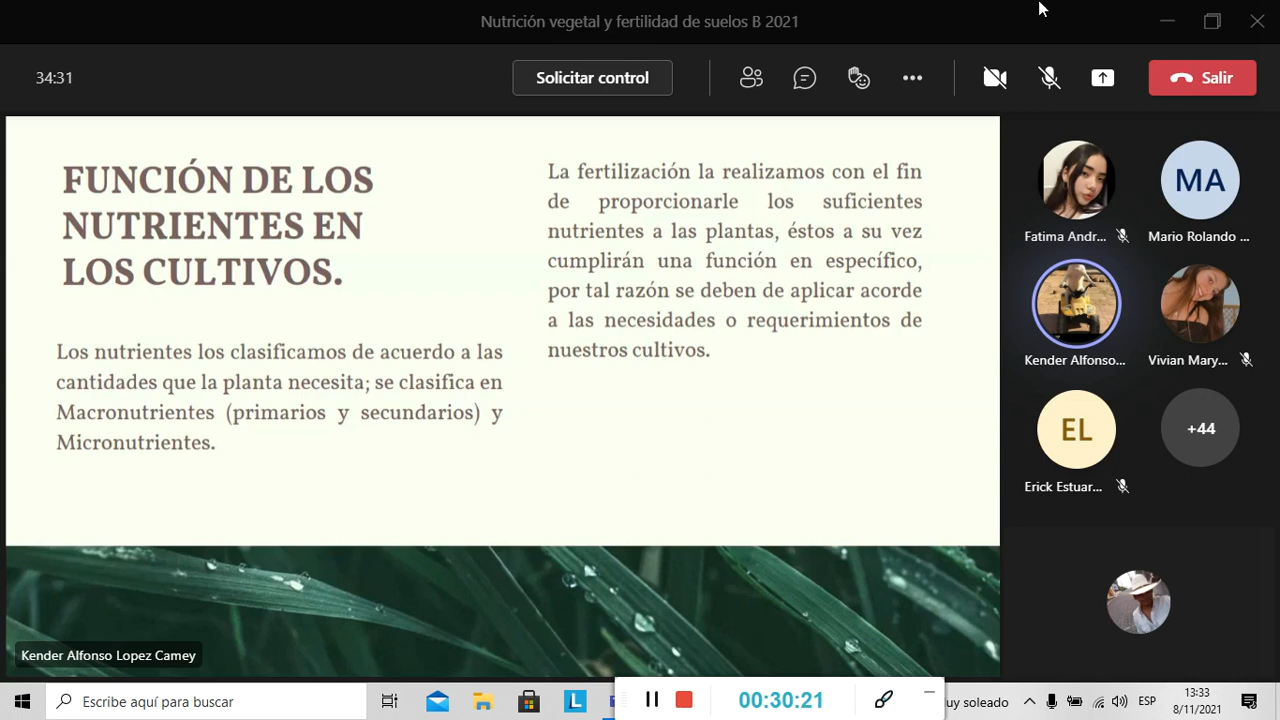 Nutrición vegetal y fertilidad de suelos B 2021
34:31
Solicitar control
Salir
FUNCIÓN DE LOS
NUTRIENTES EN
LOS CULTIVOS.
Los nutrientes los clasificamos de acuerdo a las
cantidades que la planta necesita; se clasifica en
Macronutrientes (primarios y secundarios) y
Micronutrientes.
La fertilización la realizamos con el fin
de proporcionarle los suficientes
nutrientes a las plantas, éstos a su vez
cumplirán una función en específico,
por tal razón se deben de aplicar acorde
a las necesidades o requerimientos de
nuestros cultivos.
Fatima Andr...
MA
Mario Rolando ...
Kender Alfonso...
Vivian Mary...
EL
Erick Estuar...
+44
Kender Alfonso Lopez Camey
Escribe aquí para buscar
L
00:30:21
uy soleado
ESP
13:33
8/11/2021